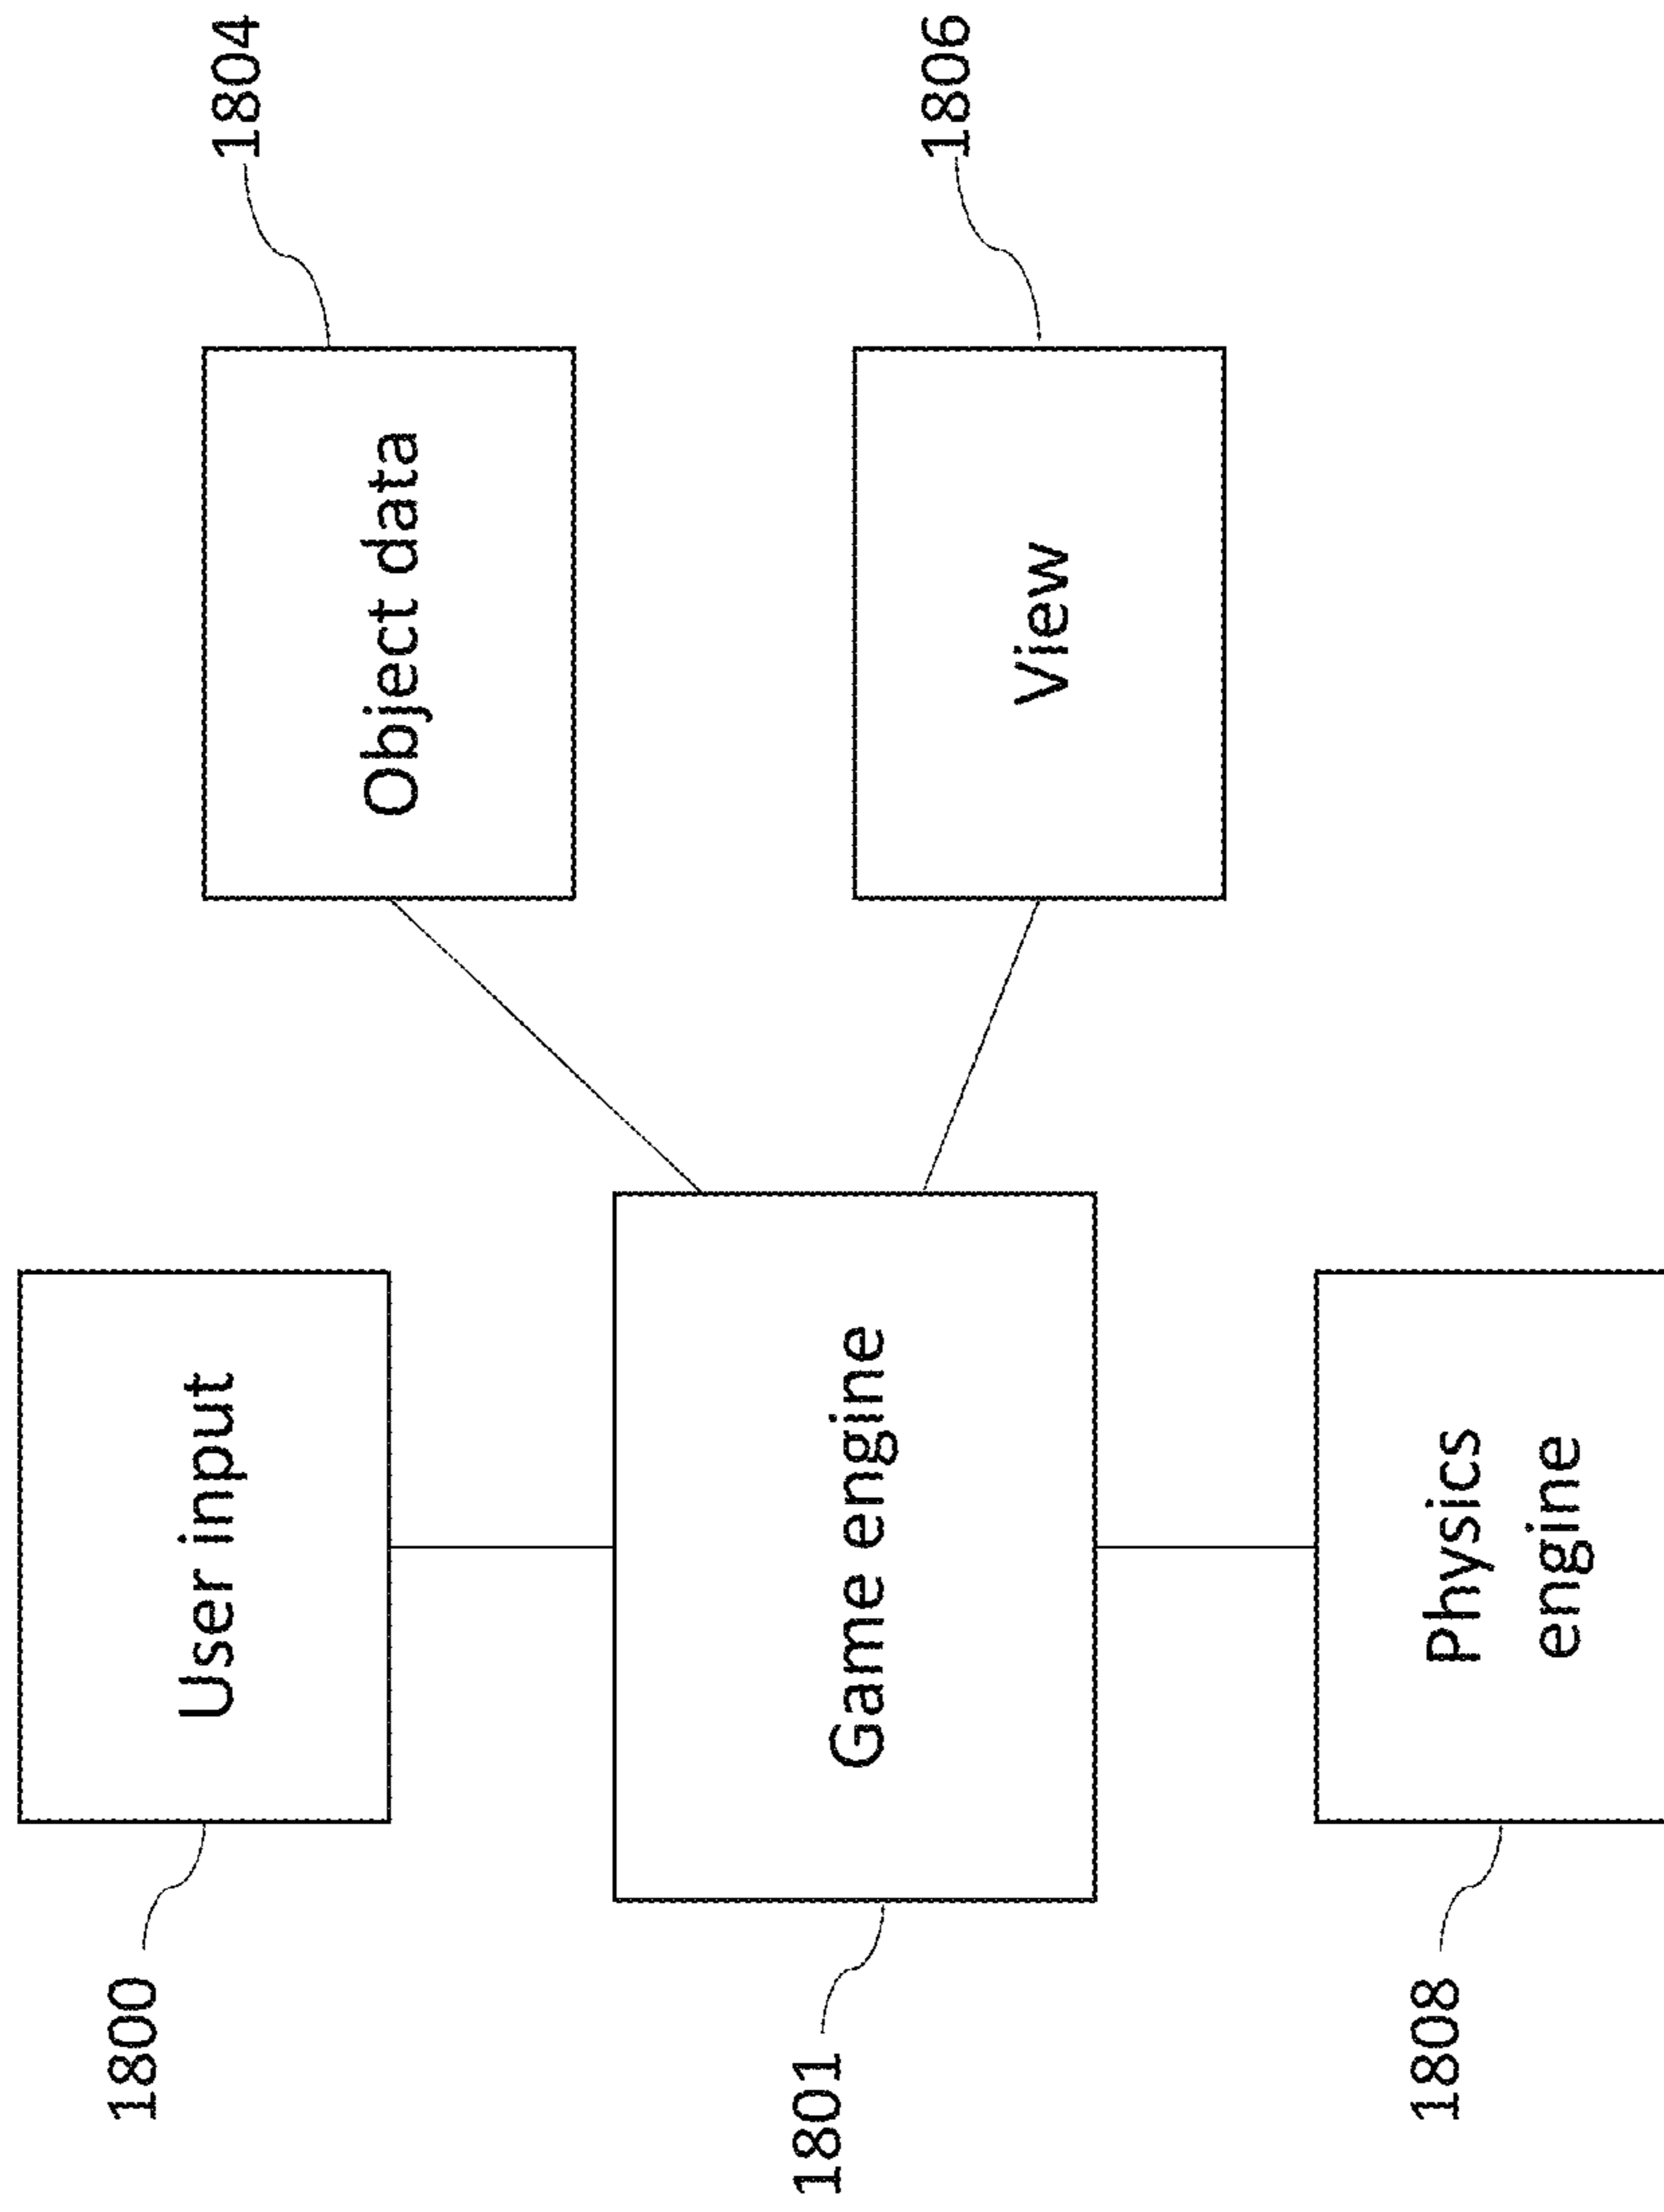 1800
User input
1804
Object data
1801
Game engine
1806
View
1808
Physics
engine